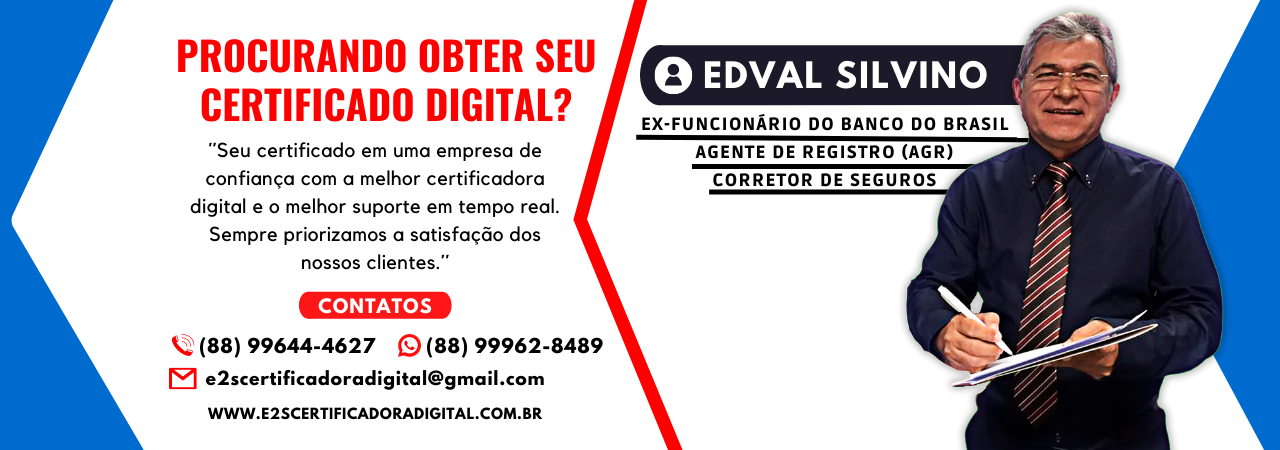 PROCURANDO OBTER SEU
CERTIFICADO DIGITAL?
"Seu certificado em uma empresa de
confiança com a melhor certificadora
digital e o melhor suporte em tempo real.
Sempre priorizamos a satisfação dos
nossos clientes."
CONTATOS
(88) 99644-4627 (88) 99962-8489
e2scertificadoradigital@gmail.com
WWW.E2SCERTIFICADORADIGITAL.COM.BR
EDVAL SILVINO
EX-FUNCIONÁRIO DO BANCO DO BRASIL
AGENTE DE REGISTRO (AGR)
CORRETOR DE SEGUROS